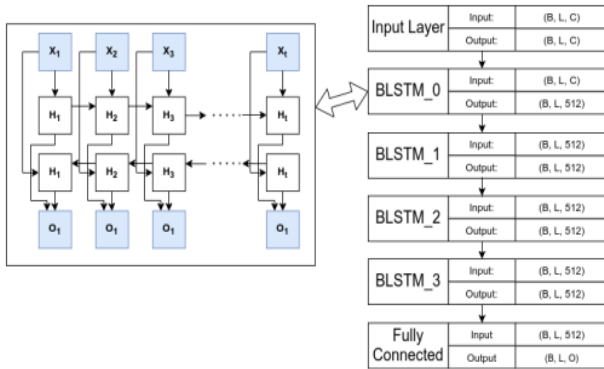 X1 X2 X3 Xt
H1 H2 H3 ...... Ht
H1 H2 H3 ...... Ht
O1 O1 O1 O1
Input Layer
Input: (B, L, C)
Output: (B, L, C)
BLSTM_0
Input: (B, L, C)
Output: (B, L, 512)
BLSTM_1
Input: (B, L, 512)
Output: (B, L, 512)
BLSTM_2
Input: (B, L, 512)
Output: (B, L, 512)
BLSTM_3
Input: (B, L, 512)
Output: (B, L, 512)
Fully
Connected
Input (B, L, 512)
Output (B, L, O)